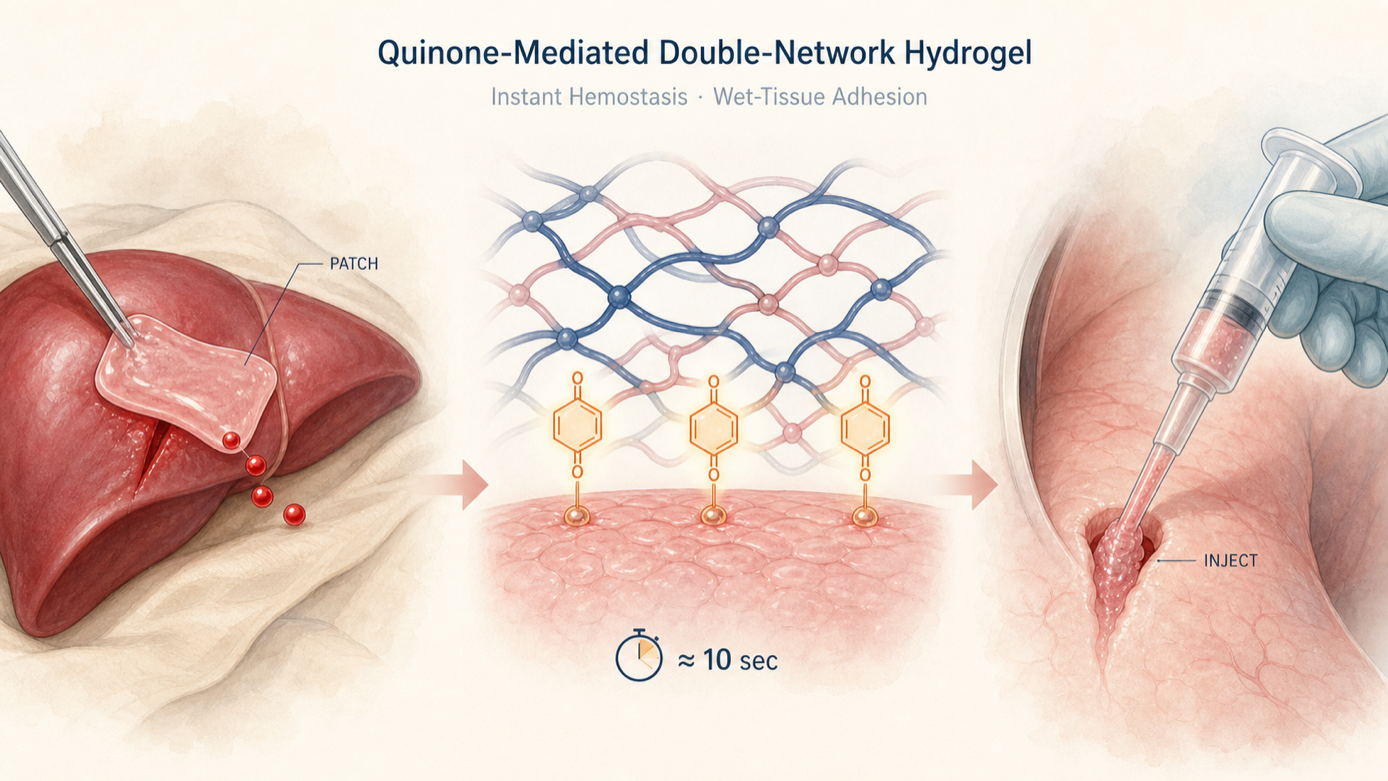 Quinone-Mediated Double-Network Hydrogel
Instant Hemostasis · Wet-Tissue Adhesion
PATCH
O
O
O
O
O
O
INJECT
≈ 10 sec